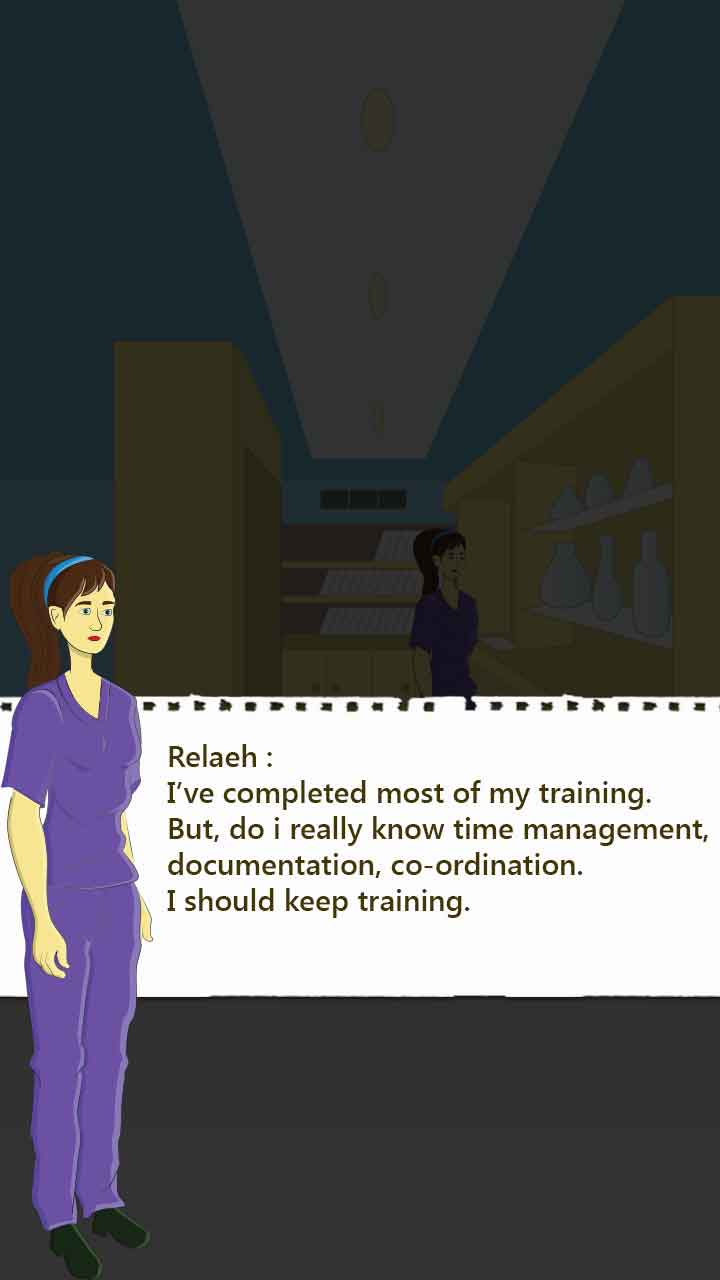 Relaeh :
I've completed most of my training.
But, do i really know time management,
documentation, co-ordination.
I should keep training.